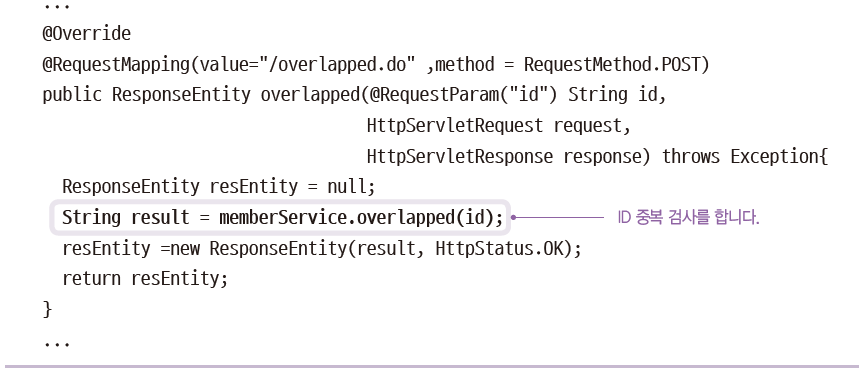 ...
@Override
@RequestMapping(value="/overlapped.do" ,method = RequestMethod.POST)
public ResponseEntity overlapped(@RequestParam("id") String id,
HttpServletRequest request,
HttpServletResponse response) throws Exception{
ResponseEntity resEntity = null;
String result = memberService.overlapped(id); ID 중복 검사를 합니다.
resEntity =new ResponseEntity(result, HttpStatus.OK);
return resEntity;
}
...